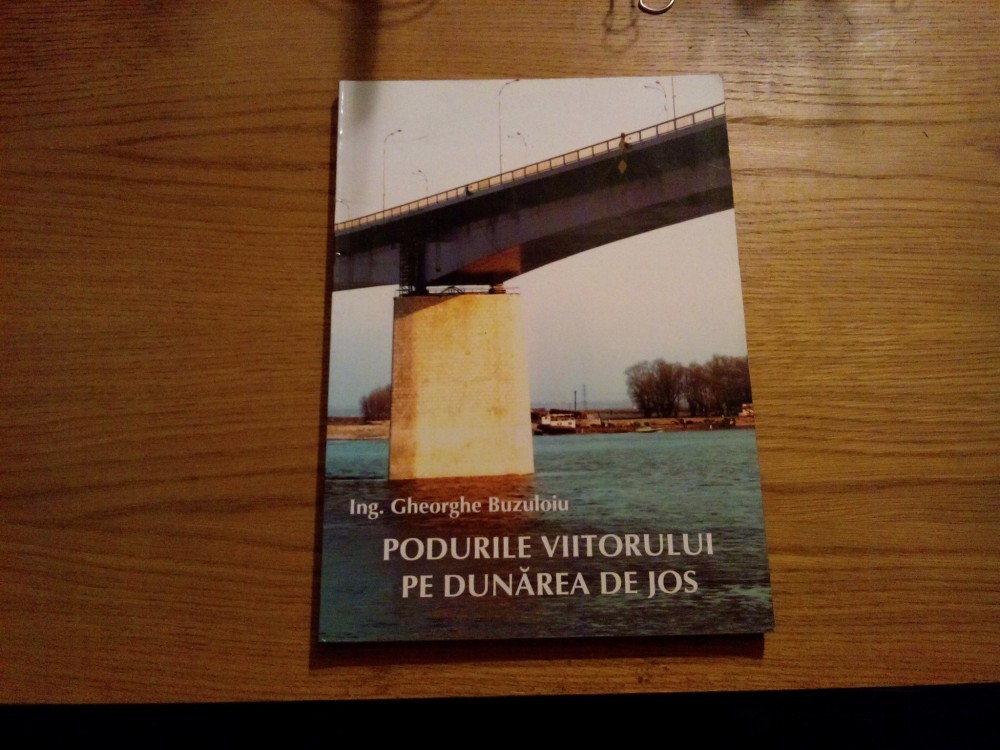 Ing. Gheorghe Buzuloiu
PODURILE VIITORULUI
PE DUNĂREA DE JOS